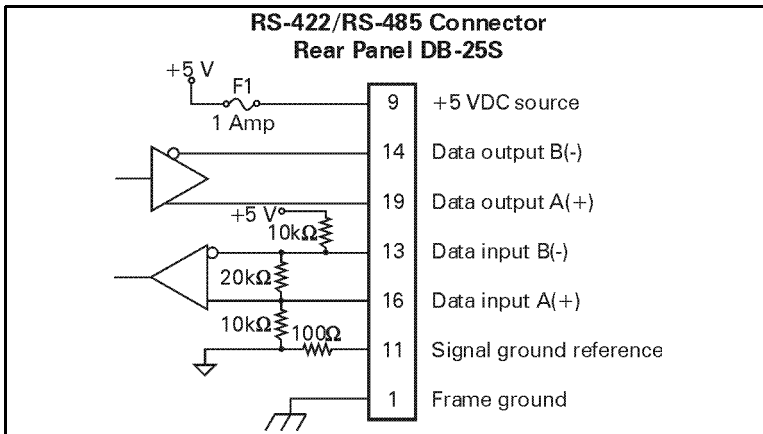 RS-422/RS-485 Connector
Rear Panel DB-25S
+5 V
F1
1 Amp
9 +5 VDC source
14 Data output B(-)
19 Data output A(+)
+5 V
10kΩ
13 Data input B(-)
20kΩ
16 Data input A(+)
10kΩ
100Ω
11 Signal ground reference
1 Frame ground